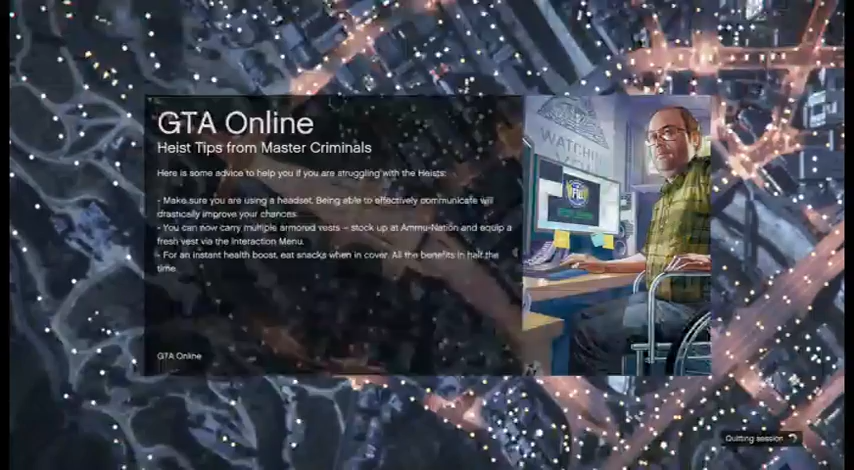 GTA Online
Heist Tips from Master Criminals
Here is some advice to help you if you are struggling with the Heists:
- Make sure you are using a headset. Being able to effectively communicate will
drastically improve your chances.
- You can now carry multiple armored vests – stock up at Ammu-Nation and equip a
fresh vest via the Interaction Menu.
- For an instant health boost, eat snacks when in cover. All the benefits in half the
time.
WATCHING
FIB
GTA Online
Quitting session